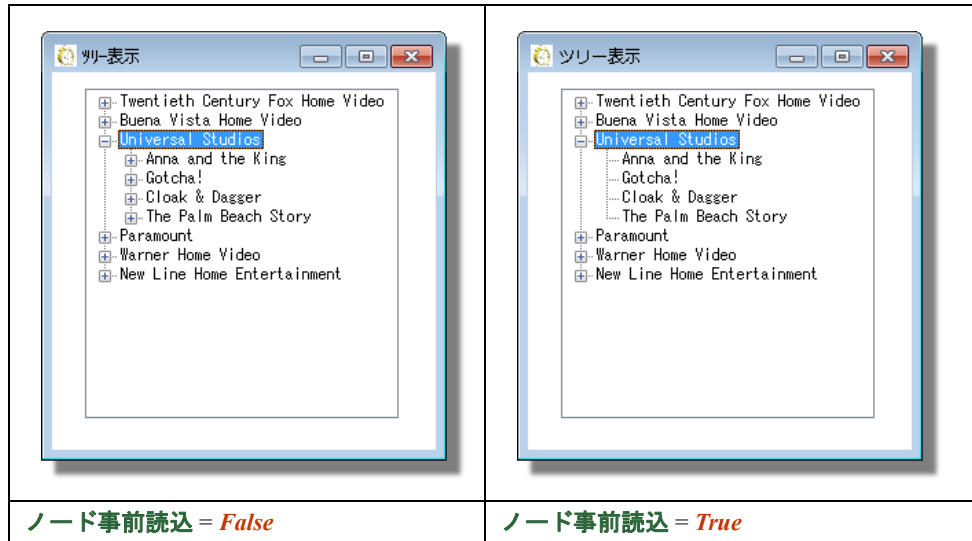 ﾂﾘｰ表示
Twentieth Century Fox Home Video
Buena Vista Home Video
Universal Studios
Anna and the King
Gotcha!
Cloak & Dagger
The Palm Beach Story
Paramount
Warner Home Video
New Line Home Entertainment
ノード事前読込 = False
ツリー表示
Twentieth Century Fox Home Video
Buena Vista Home Video
Universal Studios
Anna and the King
Gotcha!
Cloak & Dagger
The Palm Beach Story
Paramount
Warner Home Video
New Line Home Entertainment
ノード事前読込 = True